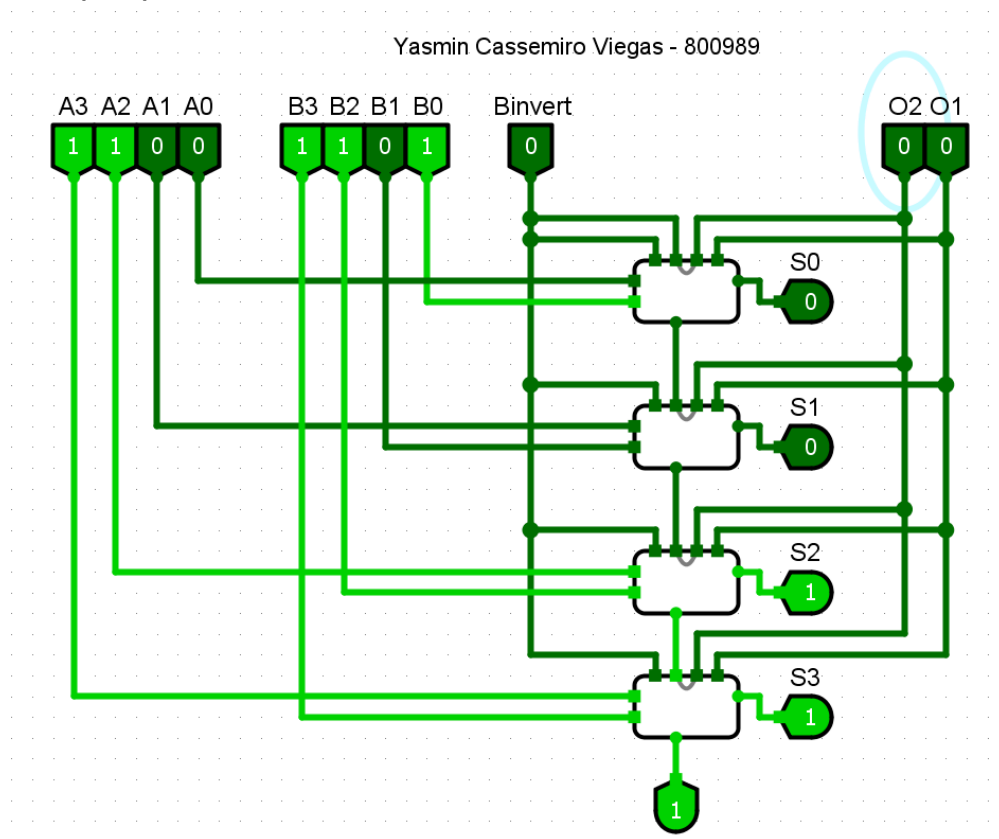 Yasmin Cassemiro Viegas - 800989
A3 A2 A1 A0 B3 B2 B1 B0 Binvert O2 O1
1 1 0 0 1 1 0 1 0 0 0
S0
0
S1
0
S2
1
S3
1
1